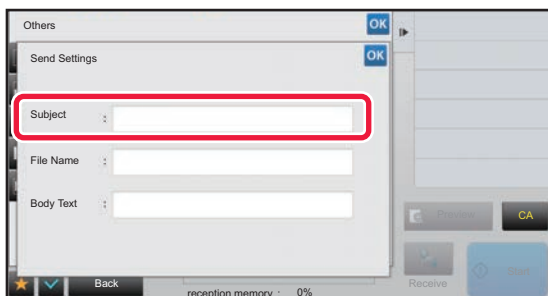 Others
OK
Send Settings
OK
Subject :
File Name :
Body Text :
Preview
CA
Back
reception memory : 0%
Receive
Start